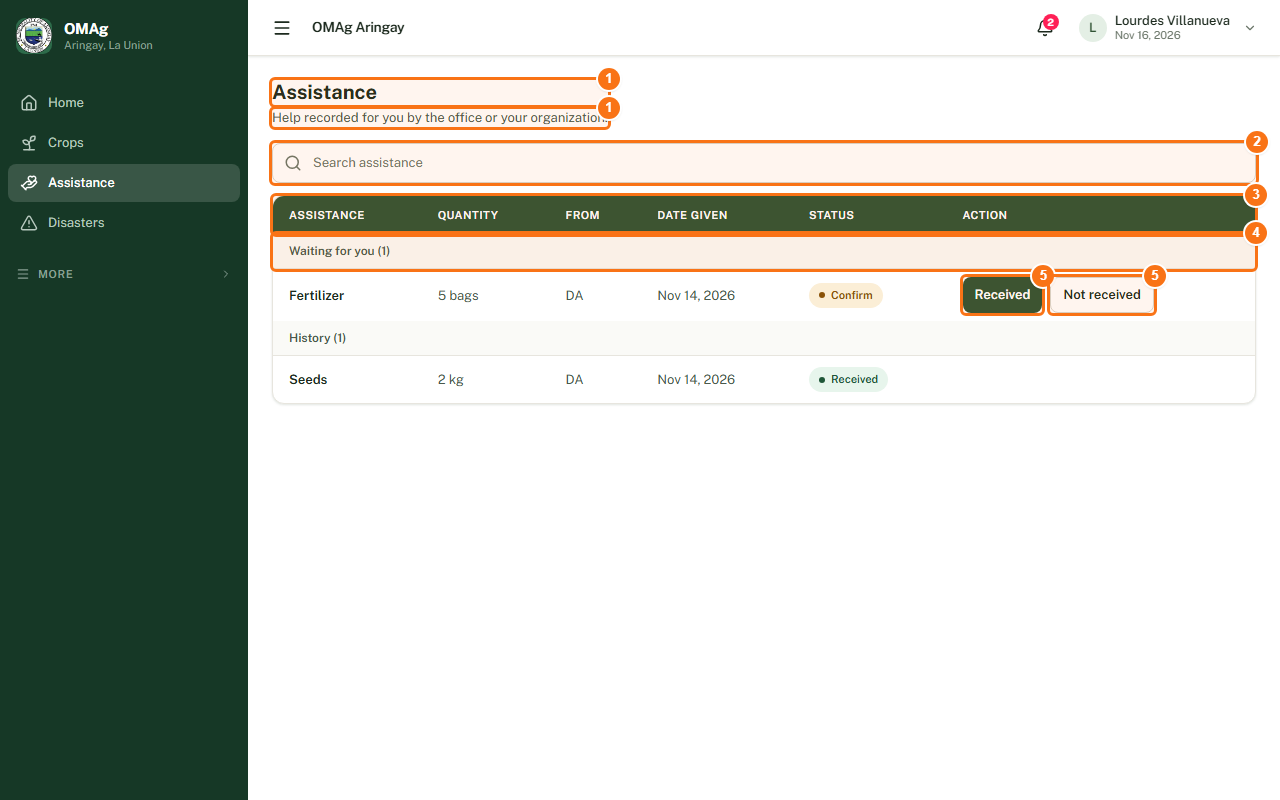 OMAg
Aringay, La Union
Home
Crops
Assistance
Disasters
MORE
OMAg Aringay
2
L
Lourdes Villanueva
Nov 16, 2026
Assistance
1
Help recorded for you by the office or your organization.
1
Search assistance
2
ASSISTANCE QUANTITY FROM DATE GIVEN STATUS ACTION
3
Waiting for you (1)
4
Fertilizer 5 bags DA Nov 14, 2026 Confirm Received Not received
5
5
History (1)
Seeds 2 kg DA Nov 14, 2026 Received